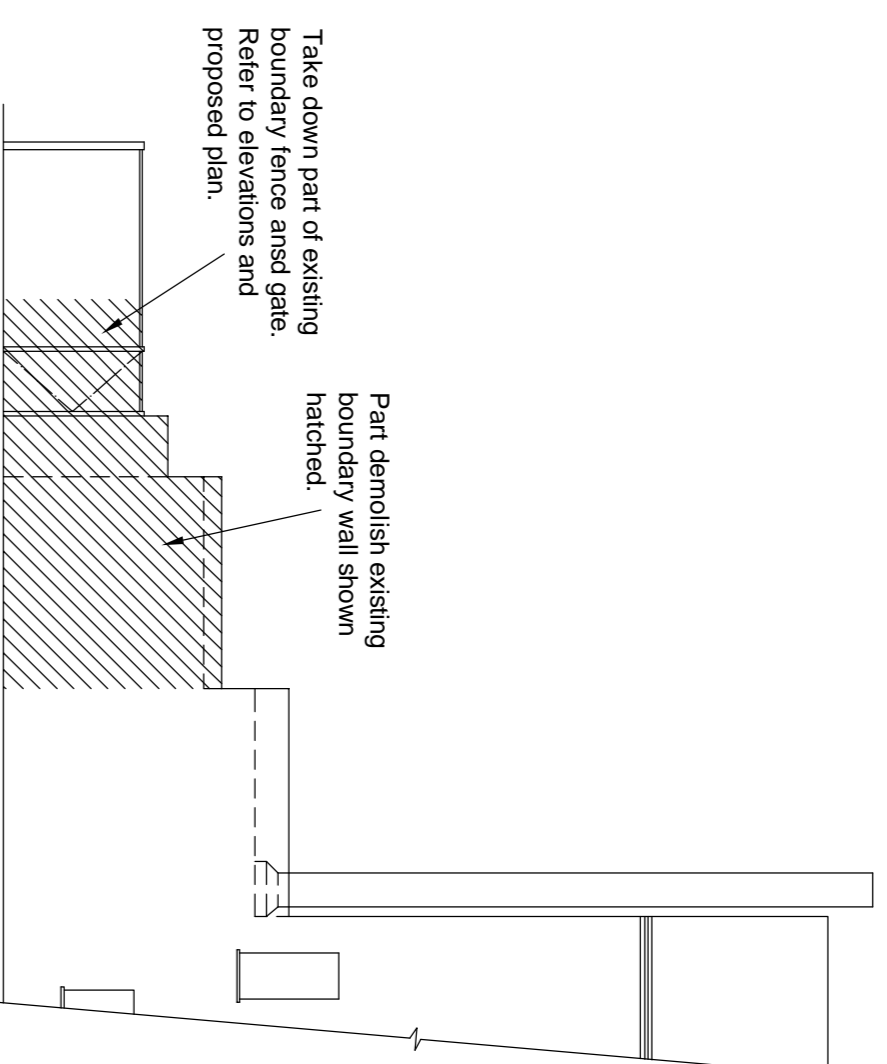 Take down part of existing
boundary fence ansd gate.
Refer to elevations and
proposed plan.
Part demolish existing
boundary wall shown
hatched.